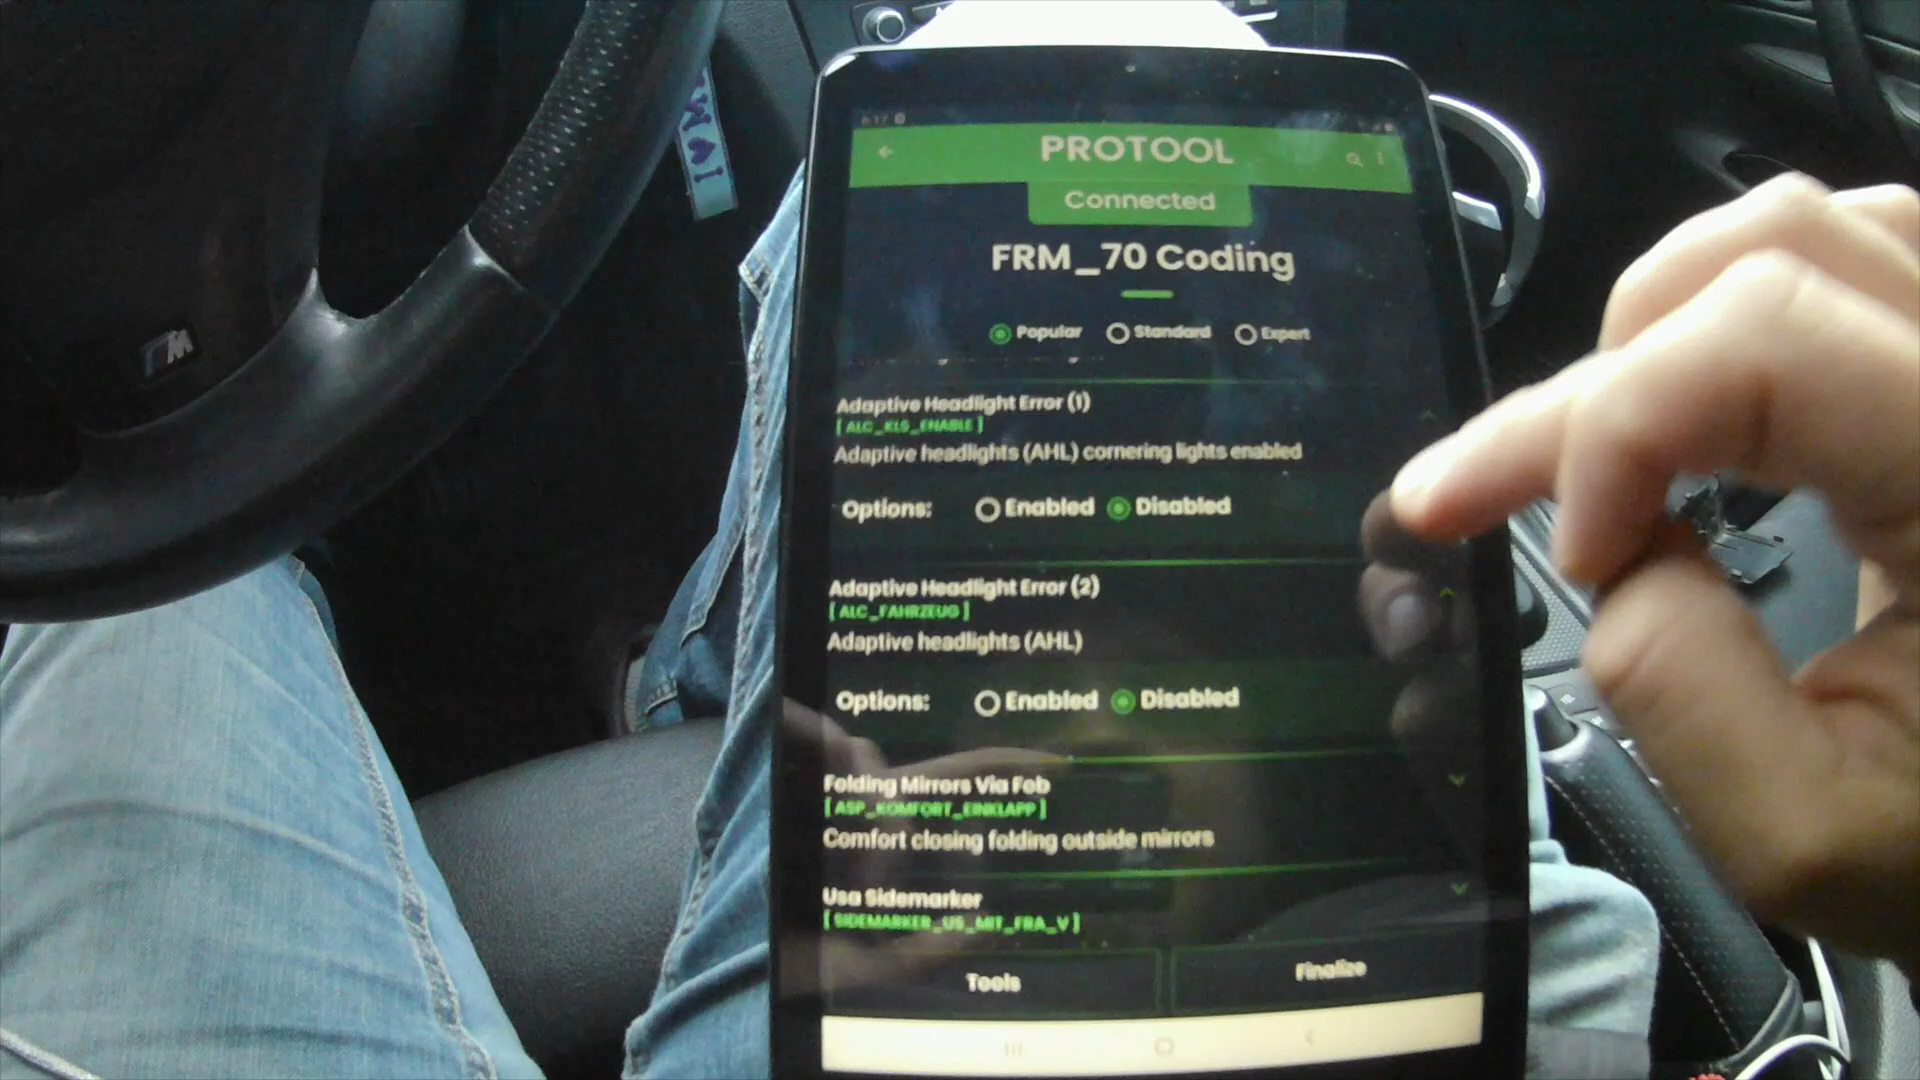 I ♥ M
6:17
PROTOOL
Connected
FRM_70 Coding
Popular Standard Expert
Adaptive Headlight Error (1)
[ ALC_KLS_ENABLE ]
Adaptive headlights (AHL) cornering lights enabled
Options: Enabled Disabled
Adaptive Headlight Error (2)
[ ALC_FAHRZEUG ]
Adaptive headlights (AHL)
Options: Enabled Disabled
Folding Mirrors Via Fob
[ ASP_KOMFORT_EINKLAPP ]
Comfort closing folding outside mirrors
Usa Sidemarker
[ SIDEMARKER_US_MIT_FRA_V ]
Tools Finalize
M